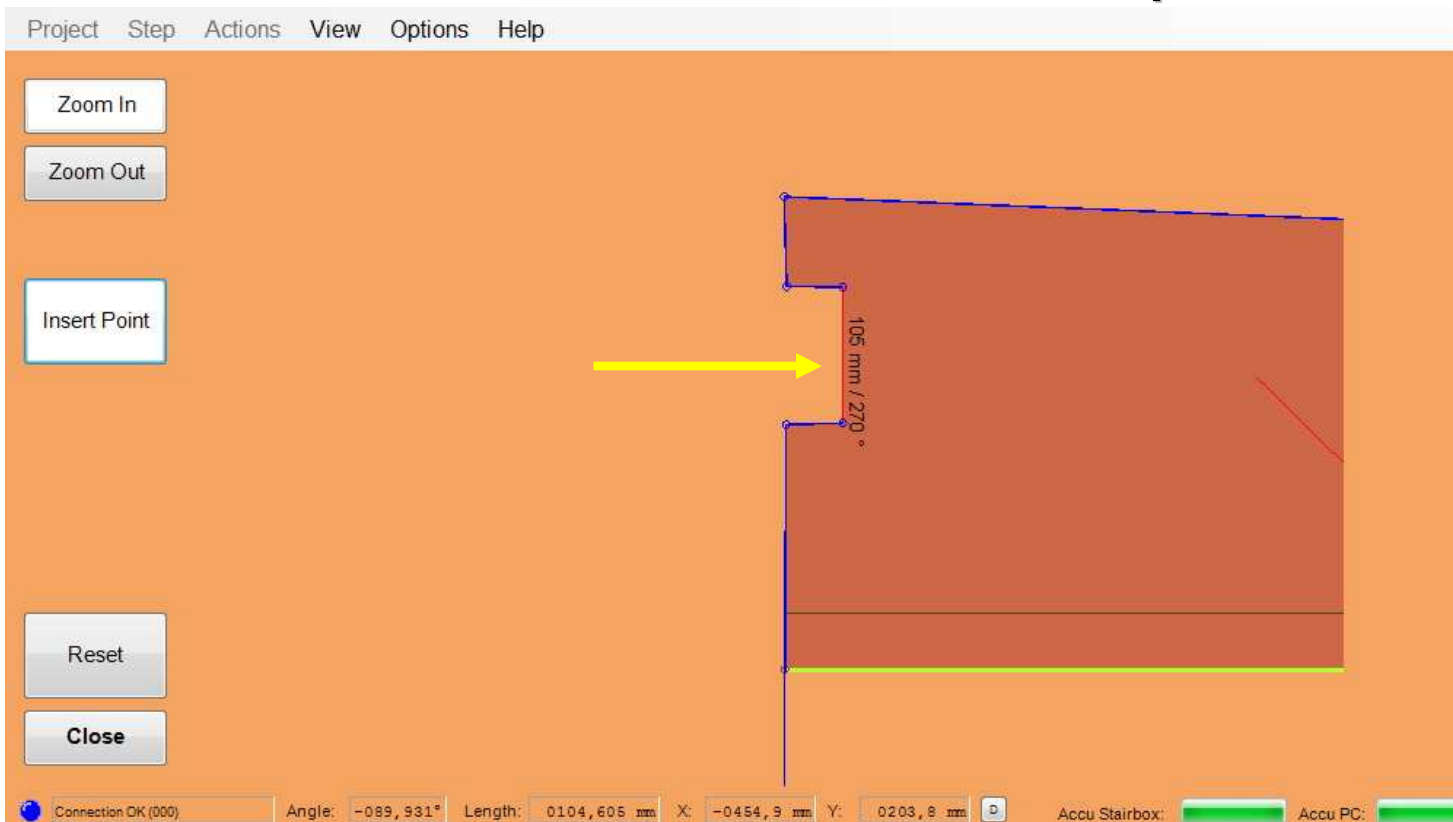 Project Step Actions View Options Help
Zoom In
Zoom Out
Insert Point
105 mm / 270 °
Reset
Close
Connection OK (000) Angle: -089,931° Length: 0104,605 mm X: -0454,9 mm Y: 0203,8 mm D Accu Stairbox: Accu PC: